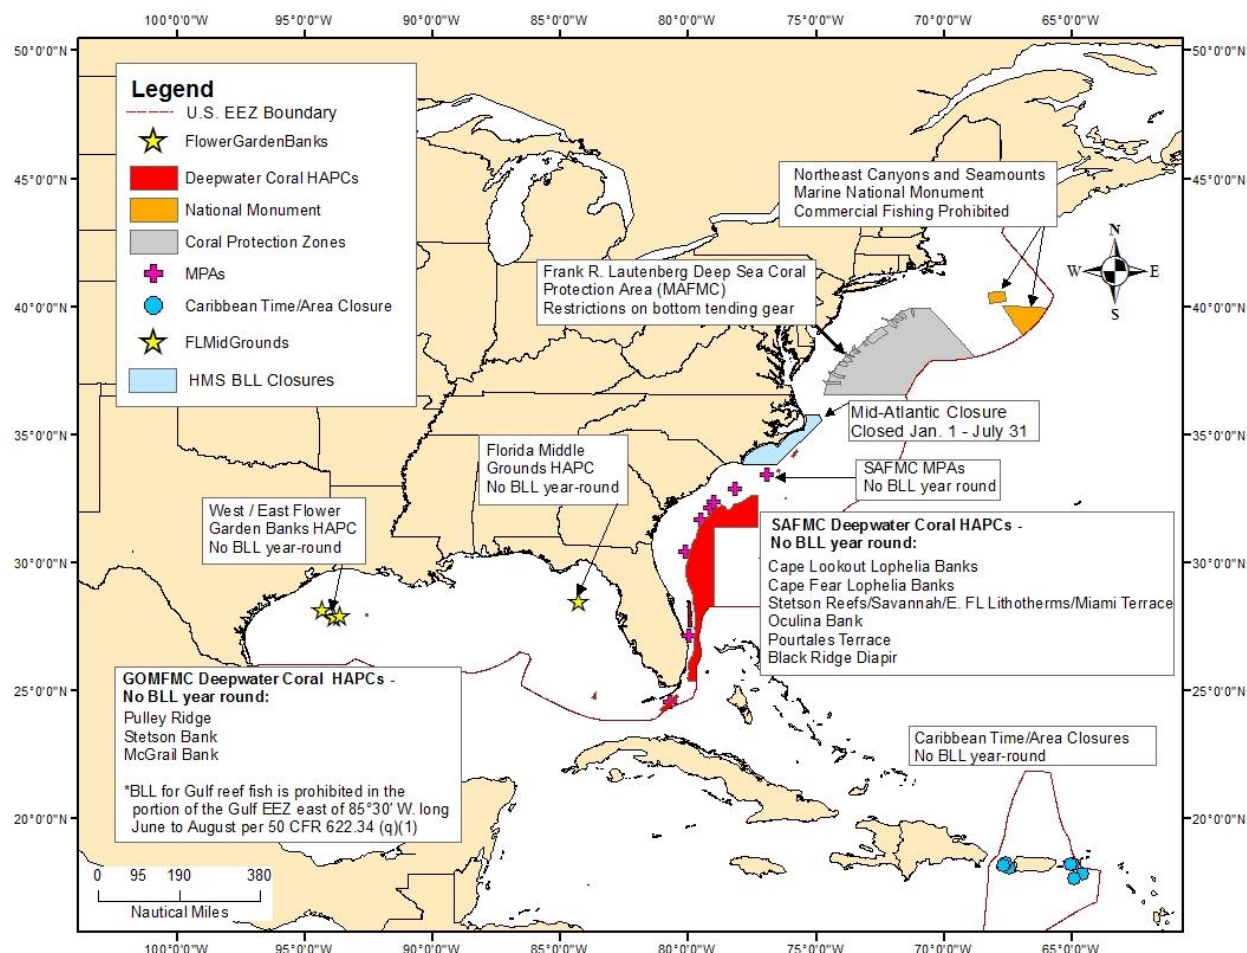 100°0'0"W 95°0'0"W 90°0'0"W 85°0'0"W 80°0'0"W 75°0'0"W 70°0'0"W 65°0'0"W
50°0'0"N 50°0'0"N
Legend
U.S. EEZ Boundary
FlowerGardenBanks
Deepwater Coral HAPCs
National Monument
Coral Protection Zones
MPAs
Caribbean Time/Area Closure
FLMidGrounds
HMS BLL Closures
45°0'0"N 45°0'0"N
Northeast Canyons and Seamounts
Marine National Monument
Commercial Fishing Prohibited
N
W E
S
Frank R. Lautenberg Deep Sea Coral
Protection Area (MAFMC)
Restrictions on bottom tending gear
40°0'0"N 40°0'0"N
Mid-Atlantic Closure
Closed Jan. 1 - July 31
35°0'0"N 35°0'0"N
Florida Middle
Grounds HAPC
No BLL year-round
SAFMC MPAs
No BLL year round
West / East Flower
Garden Banks HAPC
No BLL year-round
SAFMC Deepwater Coral HAPCs -
No BLL year round:
Cape Lookout Lophelia Banks
Cape Fear Lophelia Banks
Stetson Reefs/Savannah/E. FL Lithotherms/Miami Terrace
Oculina Bank
Pourtales Terrace
Black Ridge Diapir
30°0'0"N 30°0'0"N
25°0'0"N 25°0'0"N
GOMFMC Deepwater Coral HAPCs -
No BLL year round:
Pulley Ridge
Stetson Bank
McGrail Bank
*BLL for Gulf reef fish is prohibited in the
portion of the Gulf EEZ east of 85°30' W. long
June to August per 50 CFR 622.34 (q)(1)
Caribbean Time/Area Closures
No BLL year-round
20°0'0"N 20°0'0"N
0 95 190 380
Nautical Miles
100°0'0"W 95°0'0"W 90°0'0"W 85°0'0"W 80°0'0"W 75°0'0"W 70°0'0"W 65°0'0"W